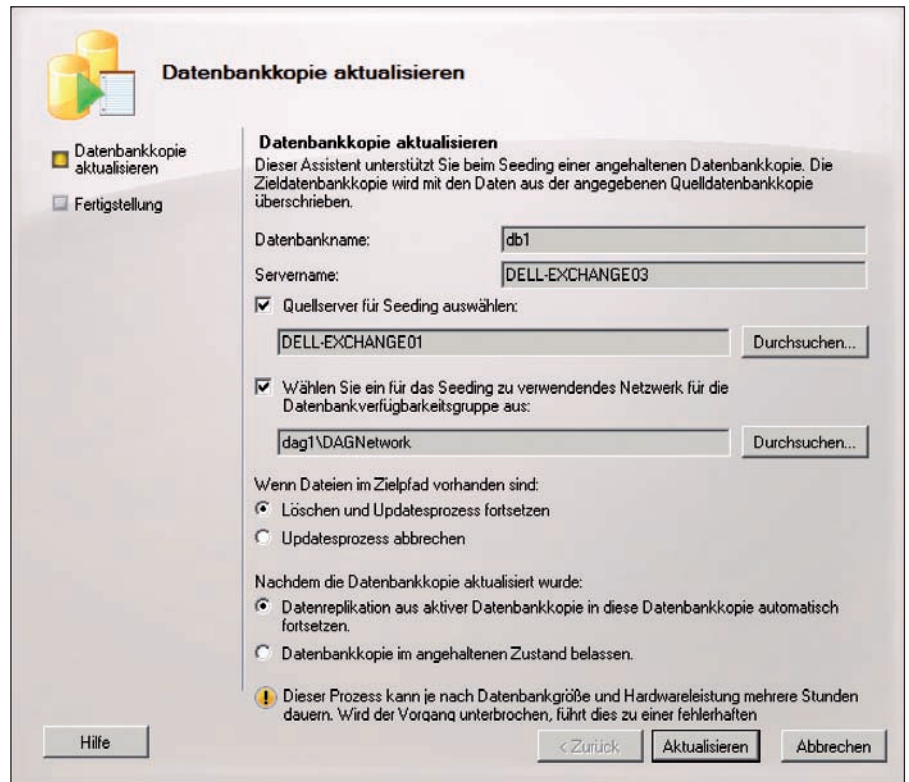 Datenbankkopie aktualisieren
Datenbankkopie
aktualisieren
Fertigstellung
Datenbankkopie aktualisieren
Dieser Assistent unterstützt Sie beim Seeding einer angehaltenen Datenbankkopie. Die
Zieldatenbankkopie wird mit den Daten aus der angegebenen Quelldatenbankkopie
überschrieben.
Datenbankname:
db1
Servername:
DELL-EXCHANGE03
Quellserver für Seeding auswählen:
DELL-EXCHANGE01
Durchsuchen...
Wählen Sie ein für das Seeding zu verwendendes Netzwerk für die
Datenbankverfügbarkeitsgruppe aus:
dag1\DAGNetwork
Durchsuchen...
Wenn Dateien im Zielpfad vorhanden sind:
Löschen und Updatesprozess fortsetzen
Updatesprozess abbrechen
Nachdem die Datenbankkopie aktualisiert wurde:
Datenreplikation aus aktiver Datenbankkopie in diese Datenbankkopie automatisch
fortsetzen.
Datenbankkopie im angehaltenen Zustand belassen.
Dieser Prozess kann je nach Datenbankgröße und Hardwareleistung mehrere Stunden
dauern. Wird der Vorgang unterbrochen, führt dies zu einer fehlerhaften
Hilfe
< Zurück
Aktualisieren
Abbrechen